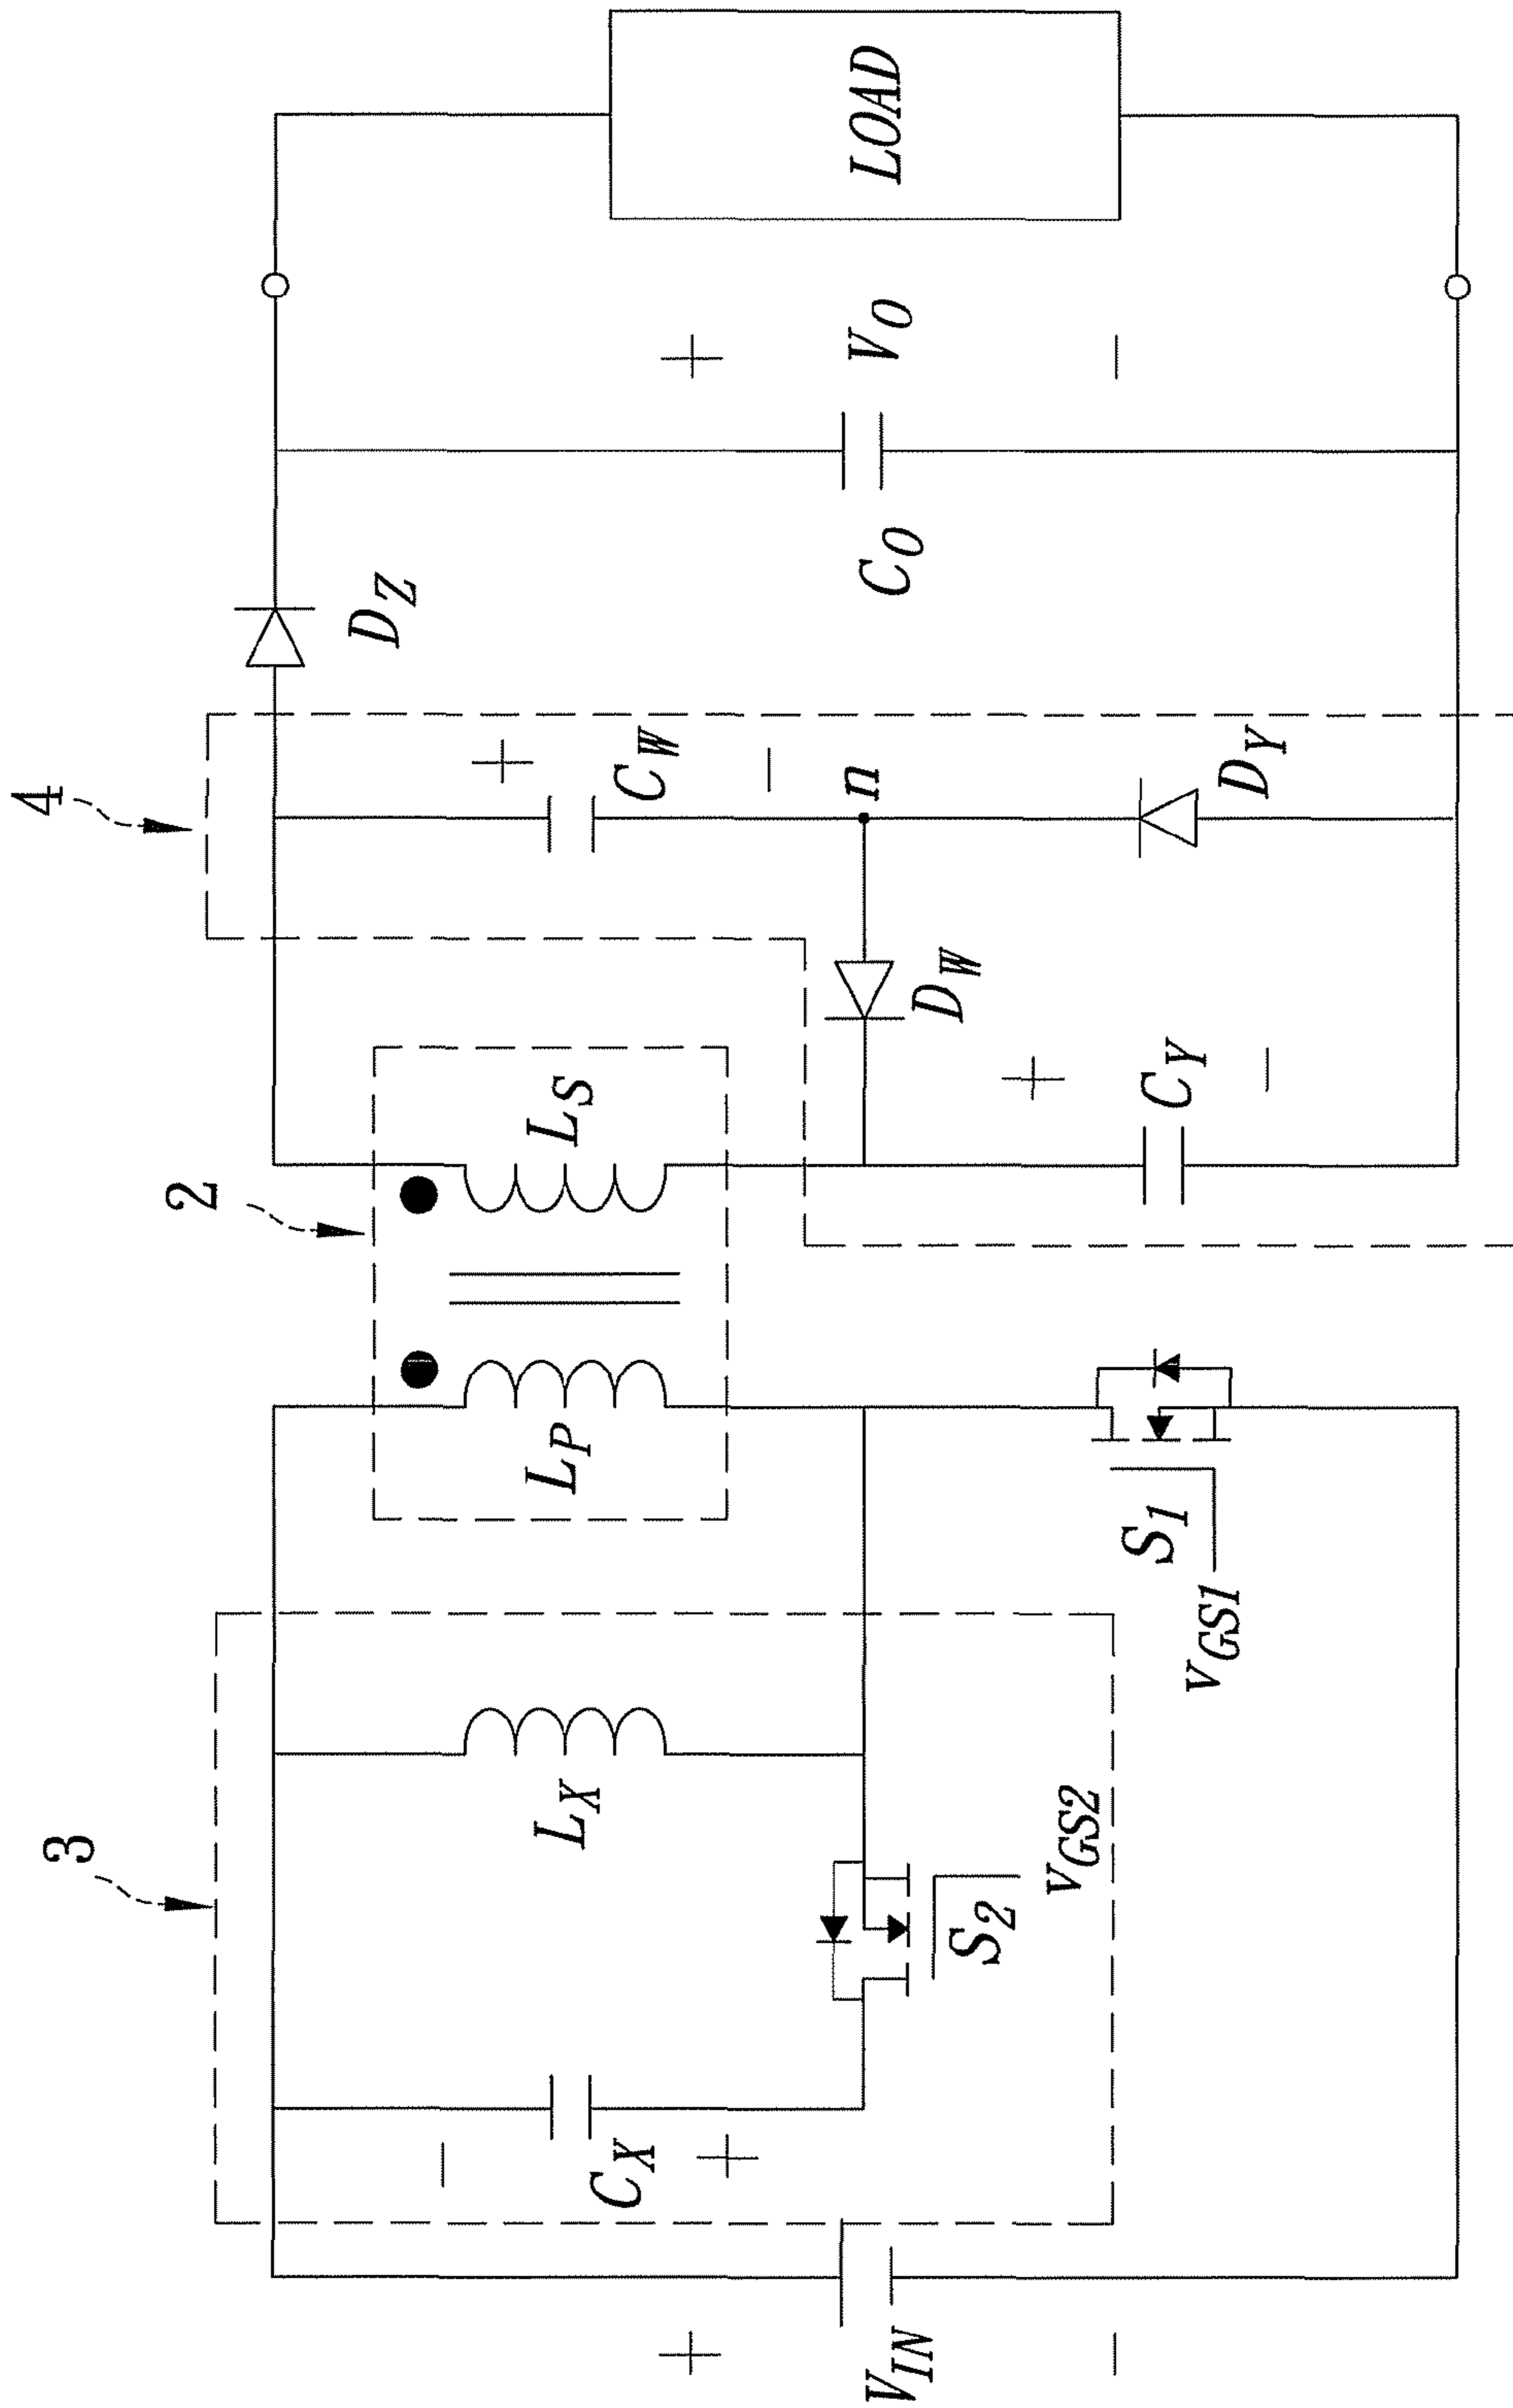 4
2
3
LOAD
+
V_O
−
C_O
D_Z
+
C_W
−
n
D_Y
D_W
+
C_Y
−
L_S
L_P
S_1
V_GS1
L_X
S_2
V_GS2
−
C_X
+
+
V_IN
−